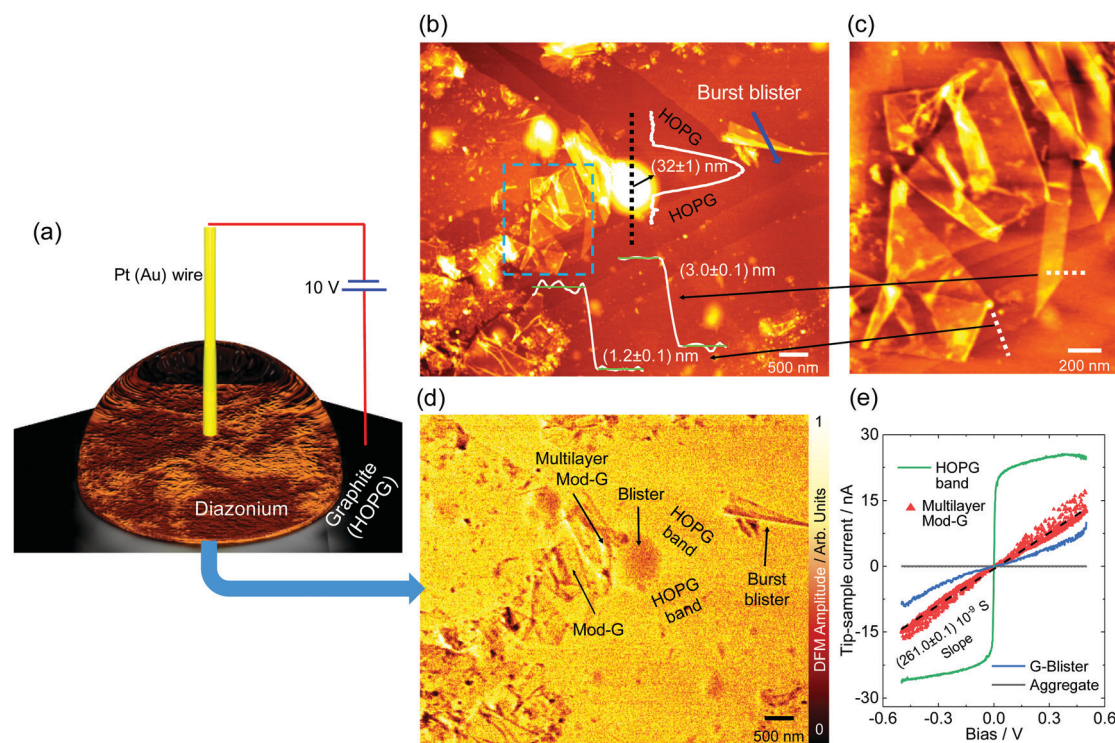 (a)
Pt (Au) wire
10 V
Diazonium
Graphite
(HOPG)
(b)
Burst blister
HOPG
(32±1) nm
HOPG
(3.0±0.1) nm
(1.2±0.1) nm
500 nm
(c)
200 nm
(d)
Multilayer
Mod-G
Blister
HOPG
band
HOPG
band
Mod-G
Burst
blister
500 nm
1
DFM Amplitude / Arb. Units
0
(e)
30
15
0
-15
-30
Tip-sample current / nA
HOPG
band
Multilayer
Mod-G
(261.0±0.1) 10⁻⁹ S
Slope
G-Blister
Aggregate
-0.6
-0.3
0.0
0.3
0.6
Bias / V